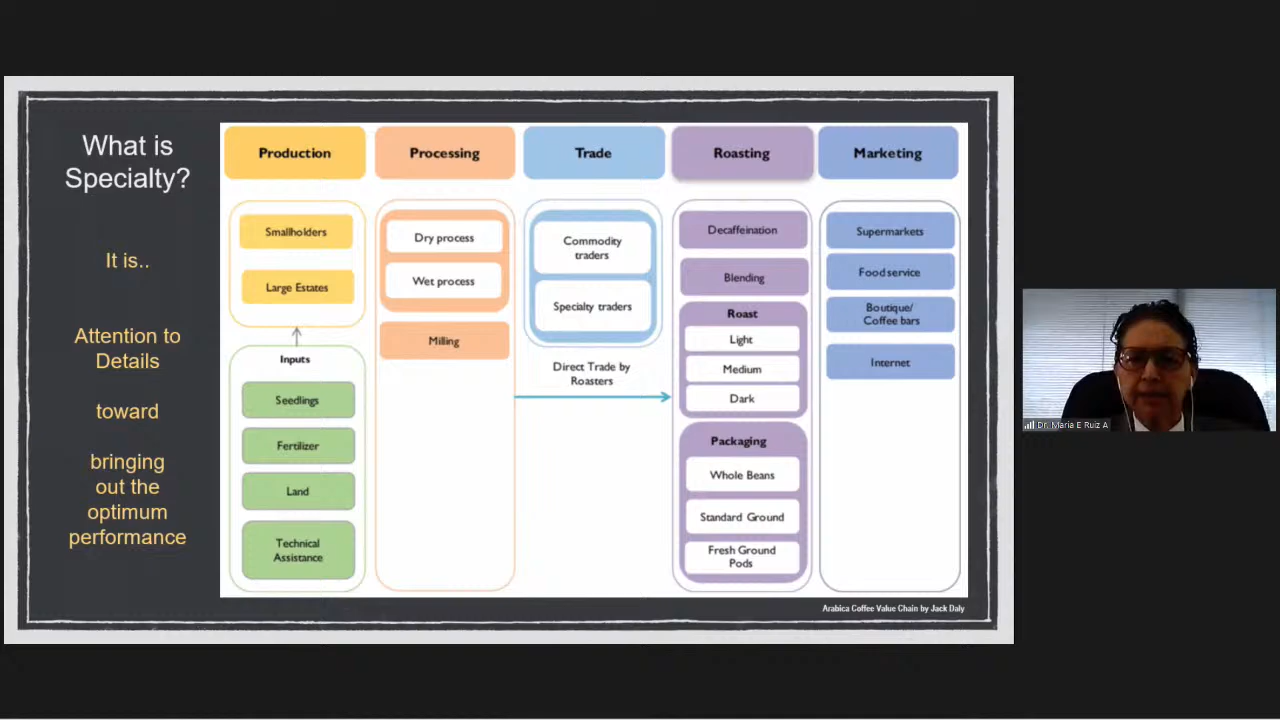 What is
Specialty?
It is..
Attention to
Details
toward
bringing
out the
optimum
performance
Production
Smallholders
Large Estates
Inputs
Seedlings
Fertilizer
Land
Technical
Assistance
Processing
Dry process
Wet process
Milling
Trade
Commodity
traders
Specialty traders
Direct Trade by
Roasters
Roasting
Decaffeination
Blending
Roast
Light
Medium
Dark
Packaging
Whole Beans
Standard Ground
Fresh Ground
Pods
Marketing
Supermarkets
Food service
Boutique/
Coffee bars
Internet
Arabica Coffee Value Chain by Jack Daly
Dr. Maria E Ruiz A